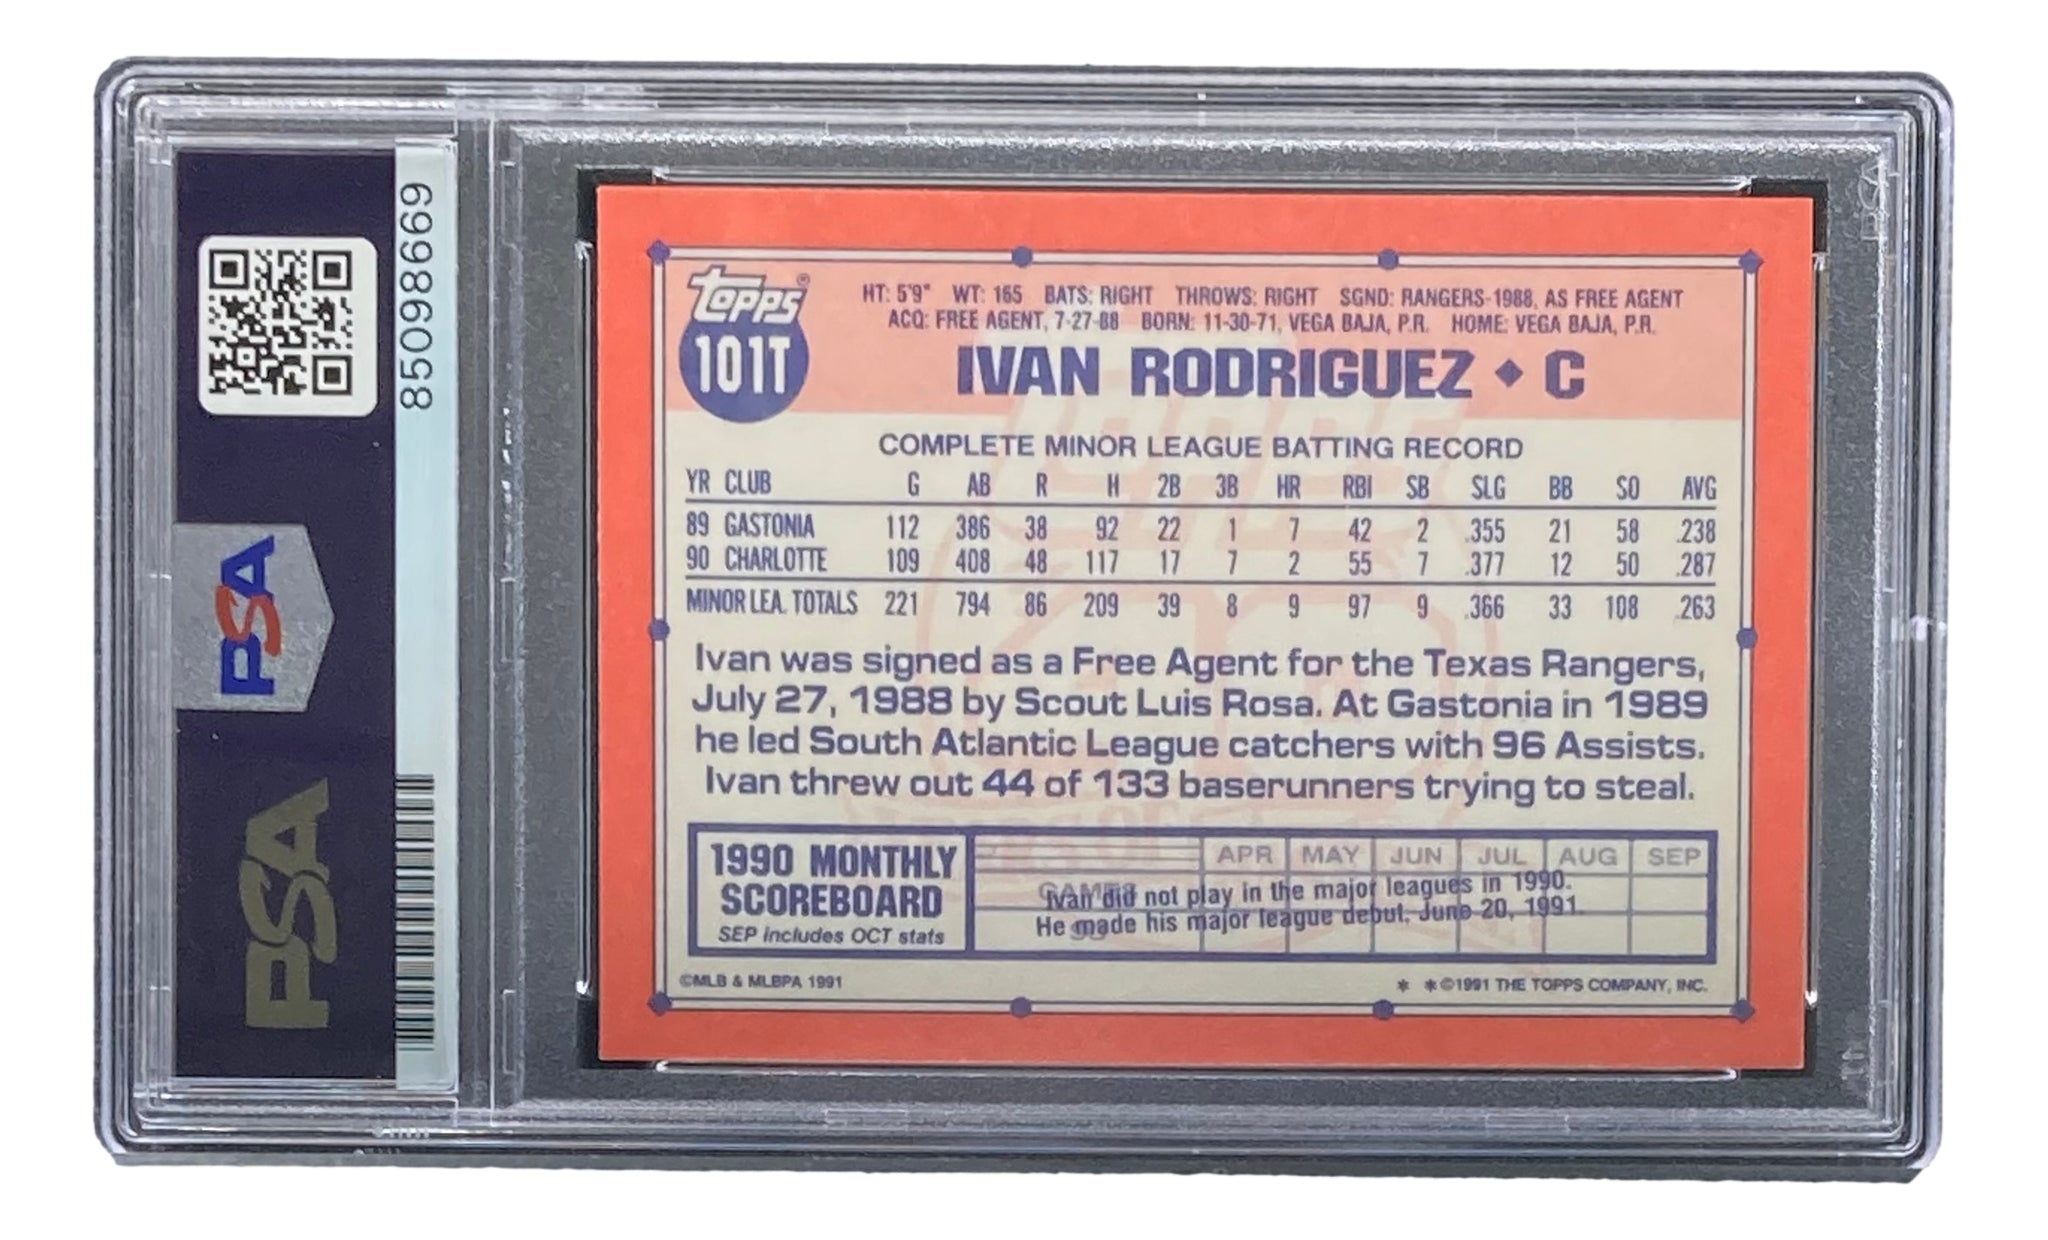 85098669
PSA
PSA
Topps®
101T
HT: 5'9" WT: 165 BATS: RIGHT THROWS: RIGHT SGND: RANGERS-1988, AS FREE AGENT
ACQ: FREE AGENT, 7-27-88 BORN: 11-30-71, VEGA BAJA, P.R. HOME: VEGA BAJA, P.R.
IVAN RODRIGUEZ ♦ C
COMPLETE MINOR LEAGUE BATTING RECORD
YR CLUB G AB R H 2B 3B HR RBI SB SLG BB SO AVG
89 GASTONIA 112 386 38 92 22 1 7 42 2 .355 21 58 .238
90 CHARLOTTE 109 408 48 117 17 7 2 55 7 .377 12 50 .287
MINOR LEA. TOTALS 221 794 86 209 39 8 9 97 9 .366 33 108 .263
Ivan was signed as a Free Agent for the Texas Rangers,
July 27, 1988 by Scout Luis Rosa. At Gastonia in 1989
he led South Atlantic League catchers with 96 Assists.
Ivan threw out 44 of 133 baserunners trying to steal.
1990 MONTHLY
SCOREBOARD
SEP includes OCT stats
APR MAY JUN JUL AUG SEP
GAMES
Ivan did not play in the major leagues in 1990.
He made his major league debut, June 20, 1991.
©MLB & MLBPA 1991
* *©1991 THE TOPPS COMPANY, INC.